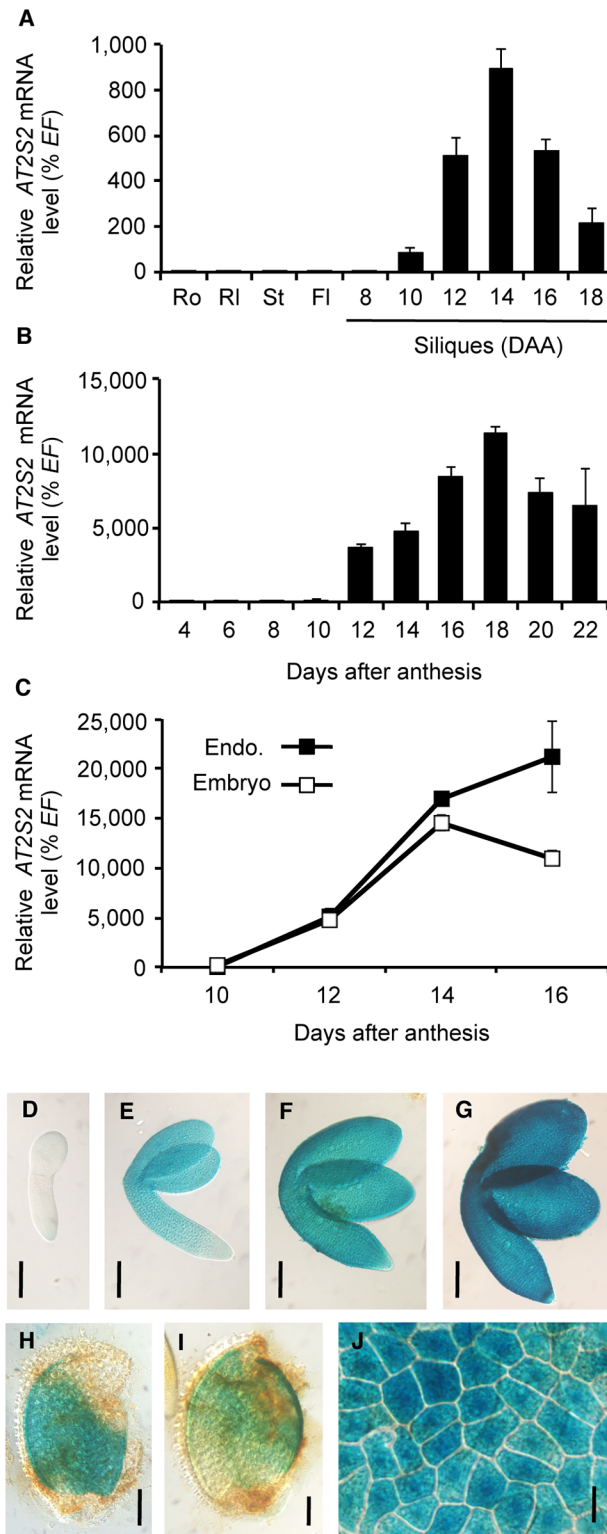 A
Relative AT2S2 mRNA
level (% EF)
1,000
800
600
400
200
0
Ro Rl St Fl 8 10 12 14 16 18
Siliques (DAA)
B
Relative AT2S2 mRNA
level (% EF)
15,000
10,000
5,000
0
4 6 8 10 12 14 16 18 20 22
Days after anthesis
C
Relative AT2S2 mRNA
level (% EF)
25,000
20,000
15,000
10,000
5,000
0
Endo.
Embryo
10 12 14 16
Days after anthesis
D E F G
H I J